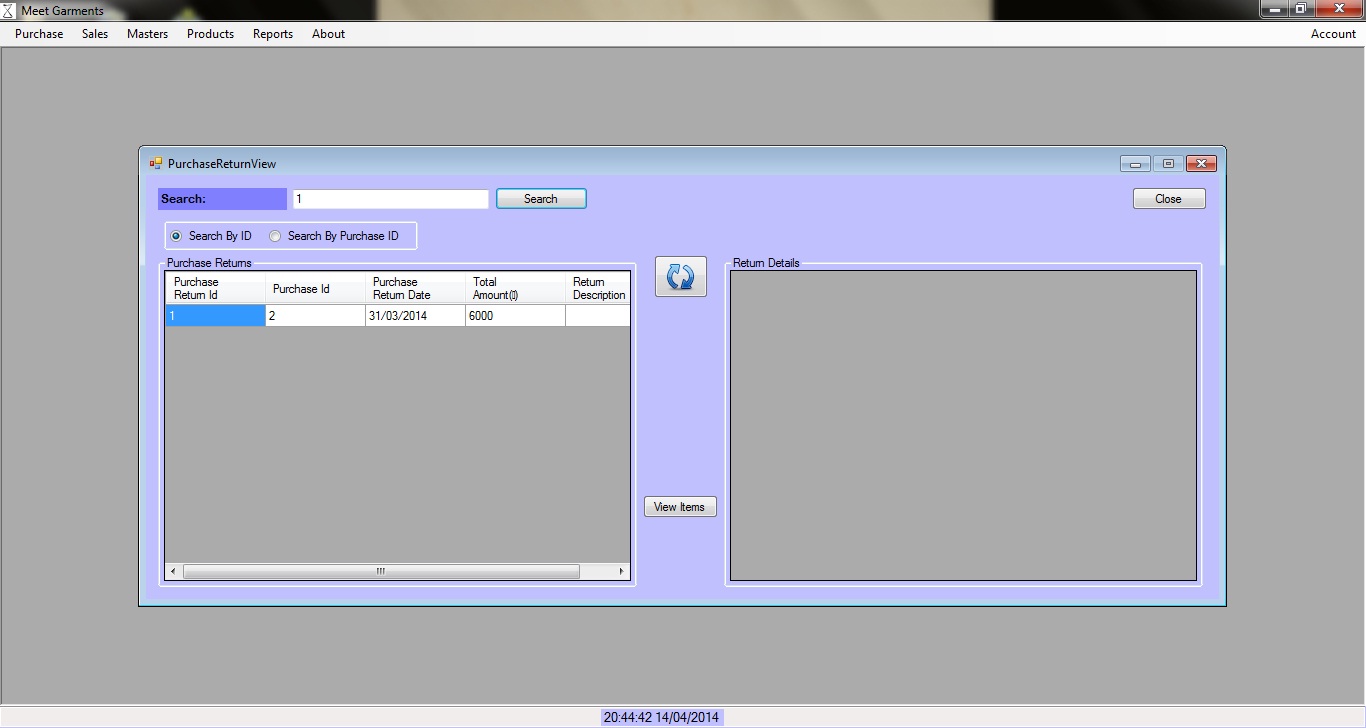 Meet Garments
Purchase Sales Masters Products Reports About Account
PurchaseReturnView
Search: 1 Search Close
Search By ID Search By Purchase ID
Purchase Returns
Purchase Return Id
Purchase Id
Purchase Return Date
Total Amount(▯)
Return Description
1 2 31/03/2014 6000
Return Details
View Items
20:44:42 14/04/2014